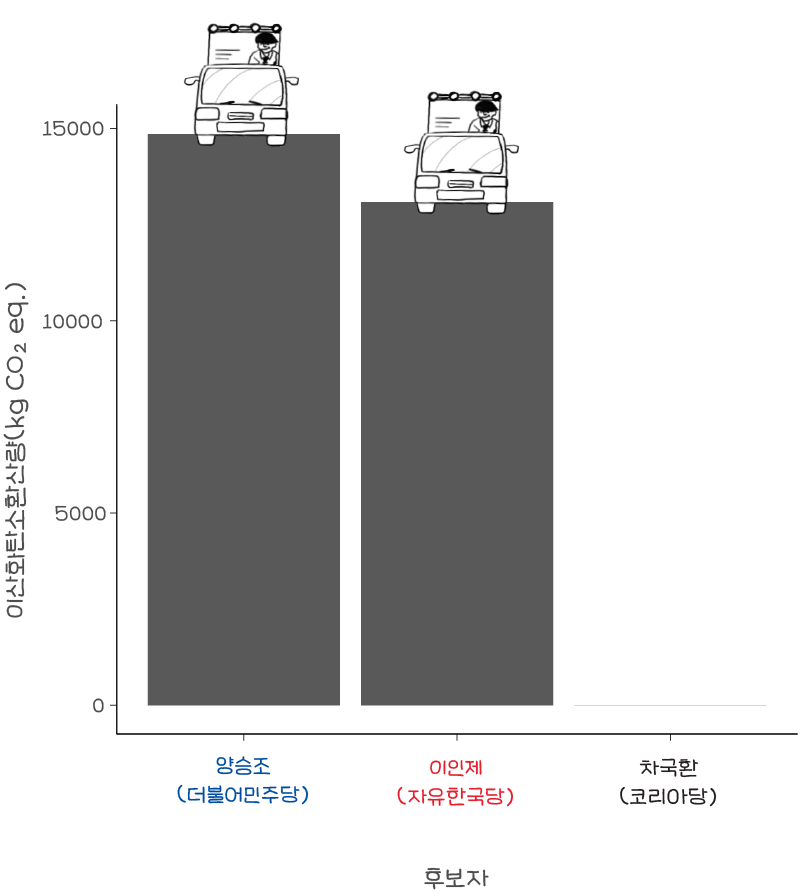 15000
10000
5000
0
이산화탄소환산량(kg CO₂ eq.)
양승조
(더불어민주당)
이인제
(자유한국당)
차국환
(코리아당)
후보자